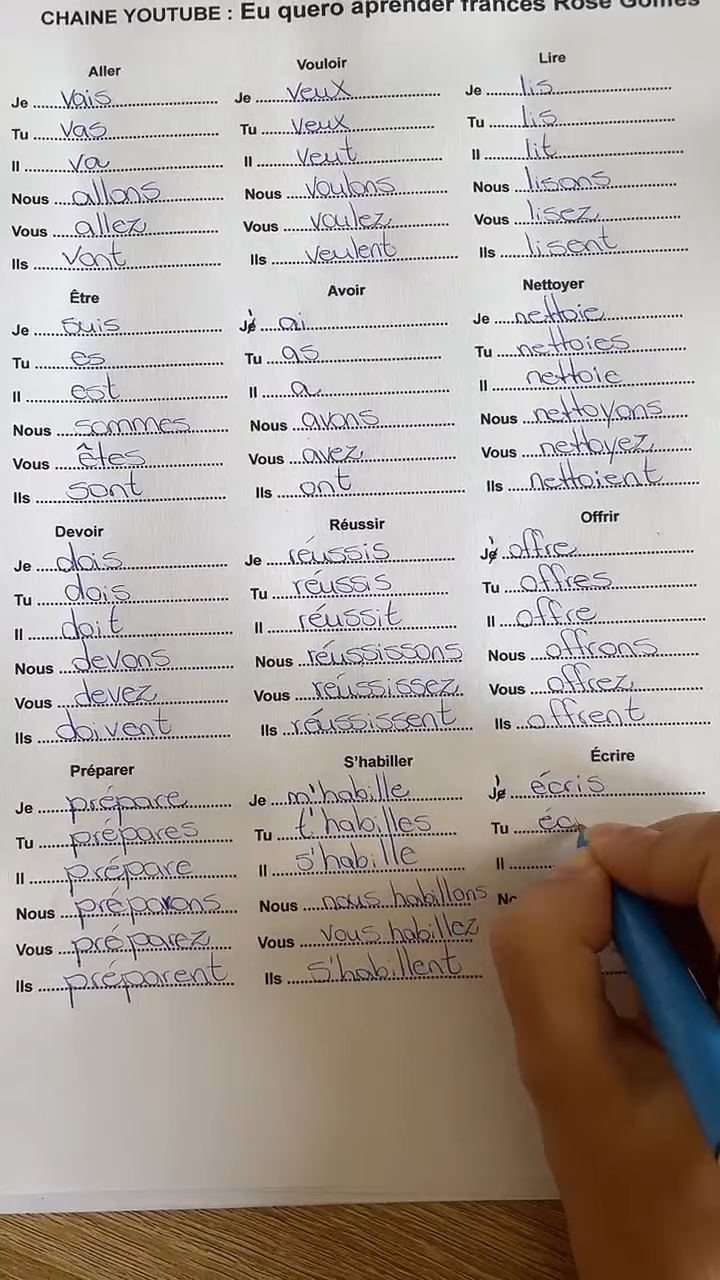 CHAINE YOUTUBE : Eu quero aprender francês Rose Gomes
Aller
Je vais
Tu vas
Il va
Nous allons
Vous allez
Ils vont
Vouloir
Je veux
Tu veux
Il veut
Nous voulons
Vous voulez
Ils veulent
Lire
Je lis
Tu lis
Il lit
Nous lisons
Vous lisez
Ils lisent
Être
Je suis
Tu es
Il est
Nous sommes
Vous êtes
Ils sont
Avoir
J' ai
Tu as
Il a
Nous avons
Vous avez
Ils ont
Nettoyer
Je nettoie
Tu nettoies
Il nettoie
Nous nettoyons
Vous nettoyez
Ils nettoient
Devoir
Je dois
Tu dois
Il doit
Nous devons
Vous devez
Ils doivent
Réussir
Je réussis
Tu réussis
Il réussit
Nous réussissons
Vous réussissez
Ils réussissent
Offrir
J' offre
Tu offres
Il offre
Nous offrons
Vous offrez
Ils offrent
Préparer
Je prépare
Tu prépares
Il prépare
Nous préparons
Vous préparez
Ils préparent
S'habiller
Je m'habille
Tu t'habilles
Il s'habille
Nous nous habillons
Vous vous habillez
Ils s'habillent
Écrire
J' écris
Tu éc
Il